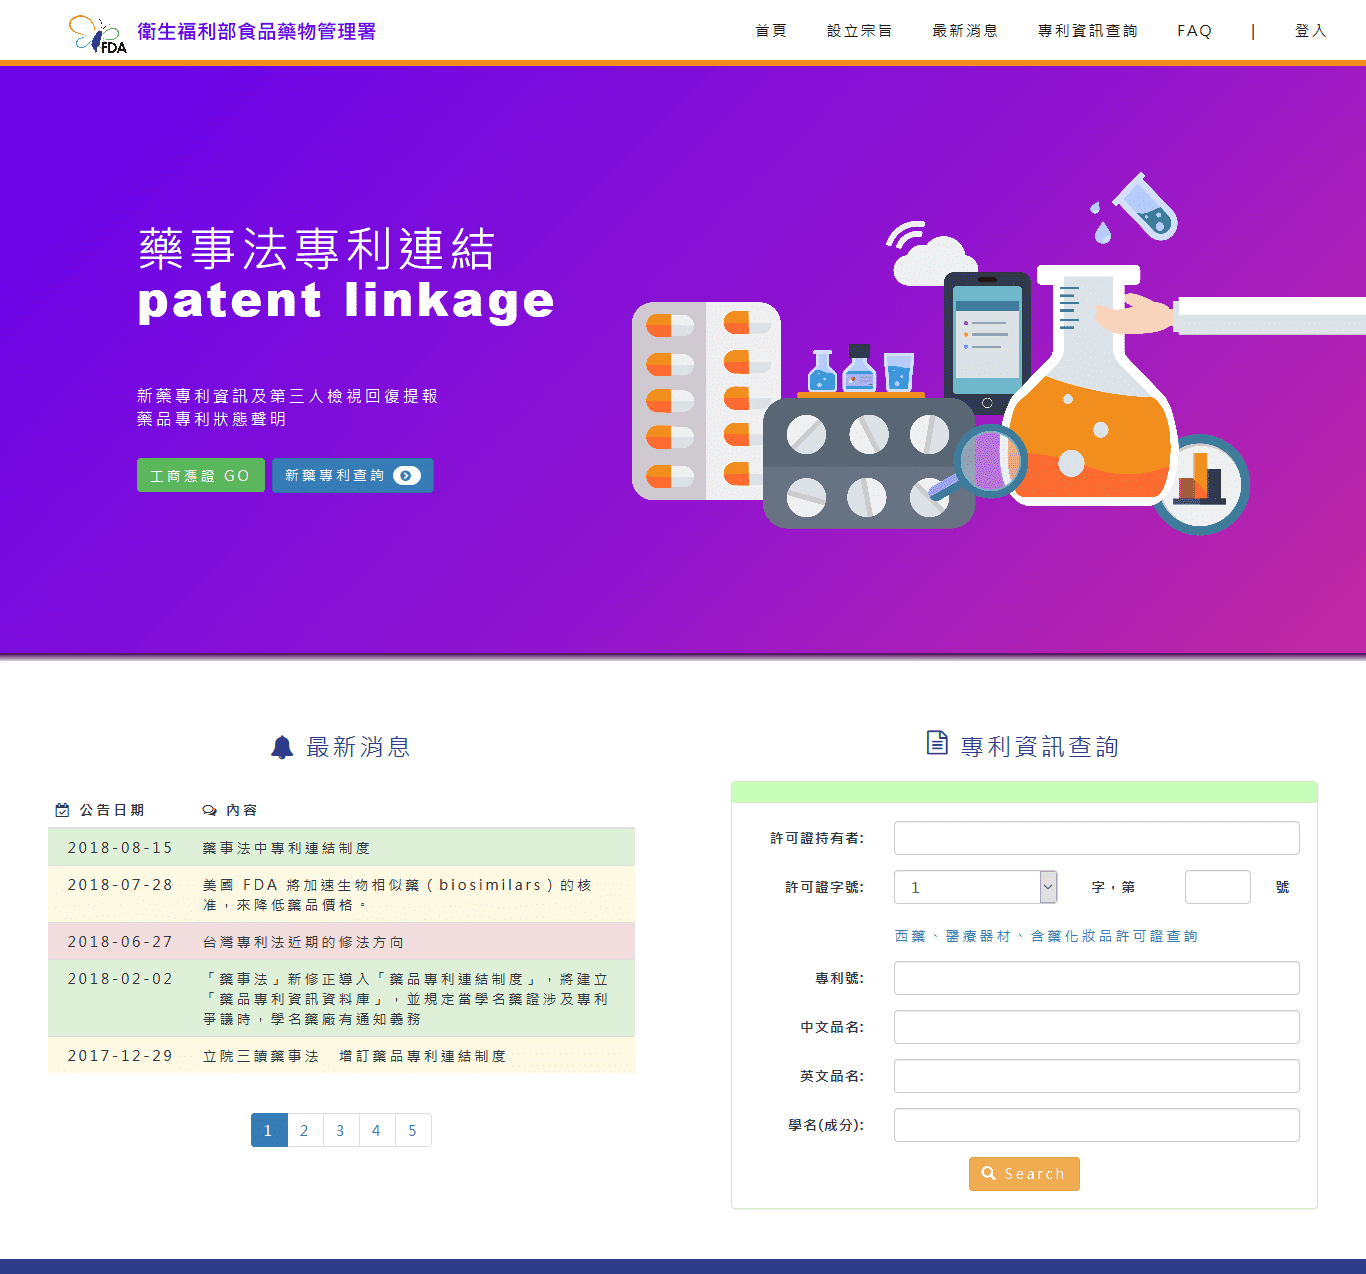 FDA 衛生福利部食品藥物管理署
首頁 設立宗旨 最新消息 專利資訊查詢 FAQ | 登入
藥事法專利連結
patent linkage
新藥專利資訊及第三人檢視回復提報
藥品專利狀態聲明
工商憑證 GO 新藥專利查詢
最新消息
公告日期 內容
2018-08-15 藥事法中專利連結制度
2018-07-28 美國 FDA 將加速生物相似藥（biosimilars）的核
准，來降低藥品價格。
2018-06-27 台灣專利法近期的修法方向
2018-02-02 「藥事法」新修正導入「藥品專利連結制度」，將建立
「藥品專利資訊資料庫」，並規定當學名藥證涉及專利
爭議時，學名藥廠有通知義務
2017-12-29 立院三讀藥事法　增訂藥品專利連結制度
1 2 3 4 5
專利資訊查詢
許可證持有者:
許可證字號: 1 字，第 號
西藥、醫療器材、含藥化妝品許可證查詢
專利號:
中文品名:
英文品名:
學名(成分):
Search